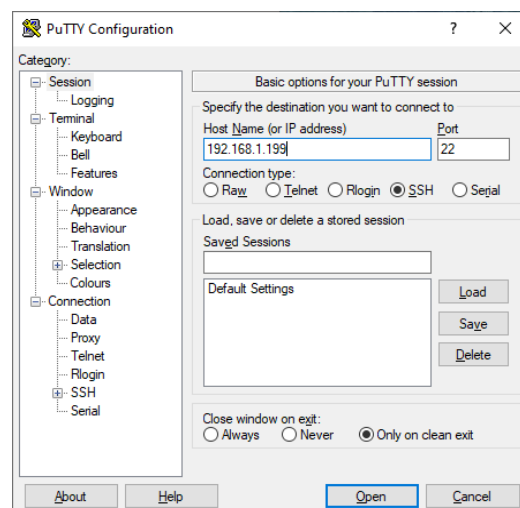 PuTTY Configuration
? ×
Category:
Session
Logging
Terminal
Keyboard
Bell
Features
Window
Appearance
Behaviour
Translation
Selection
Colours
Connection
Data
Proxy
Telnet
Rlogin
SSH
Serial
Basic options for your PuTTY session
Specify the destination you want to connect to
Host Name (or IP address) Port
192.168.1.199 22
Connection type:
Raw Telnet Rlogin SSH Serial
Load, save or delete a stored session
Saved Sessions
Default Settings
Load
Save
Delete
Close window on exit:
Always Never Only on clean exit
About Help Open Cancel